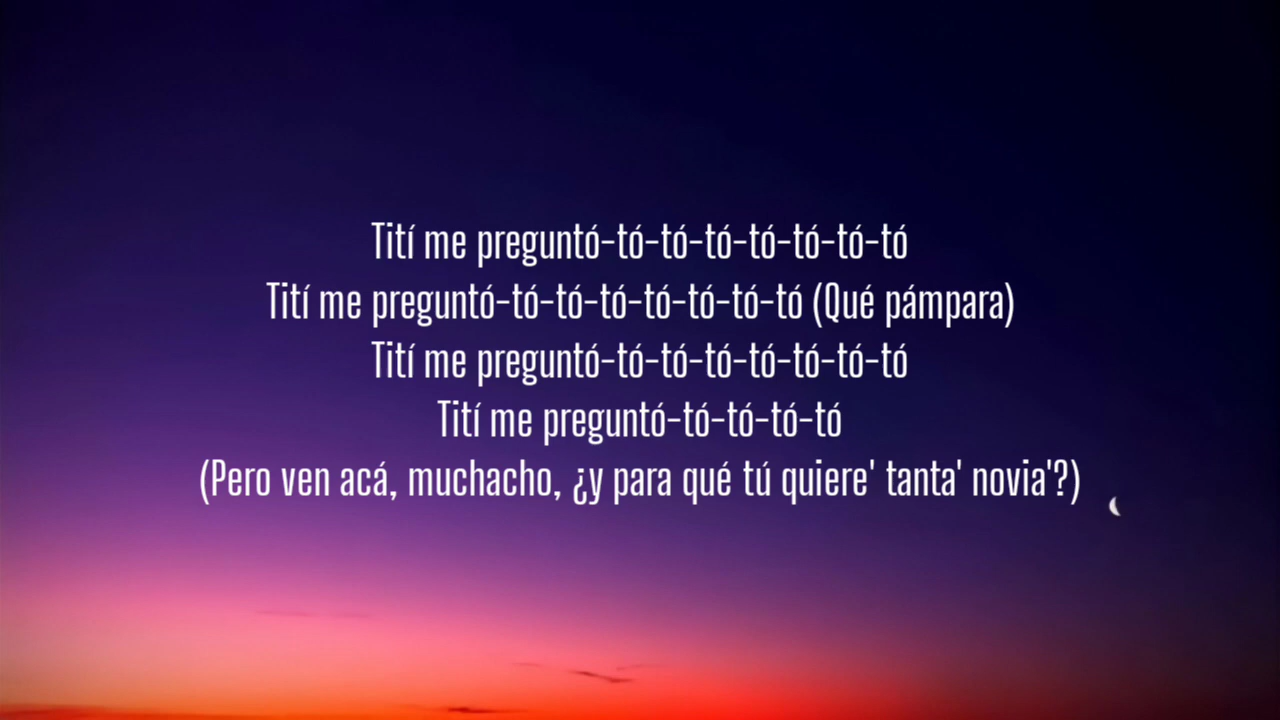 Tití me preguntó-tó-tó-tó-tó-tó-tó-tó
Tití me preguntó-tó-tó-tó-tó-tó-tó-tó (Qué pámpara)
Tití me preguntó-tó-tó-tó-tó-tó-tó-tó
Tití me preguntó-tó-tó-tó-tó
(Pero ven acá, muchacho, ¿y para qué tú quiere' tanta' novia'?)